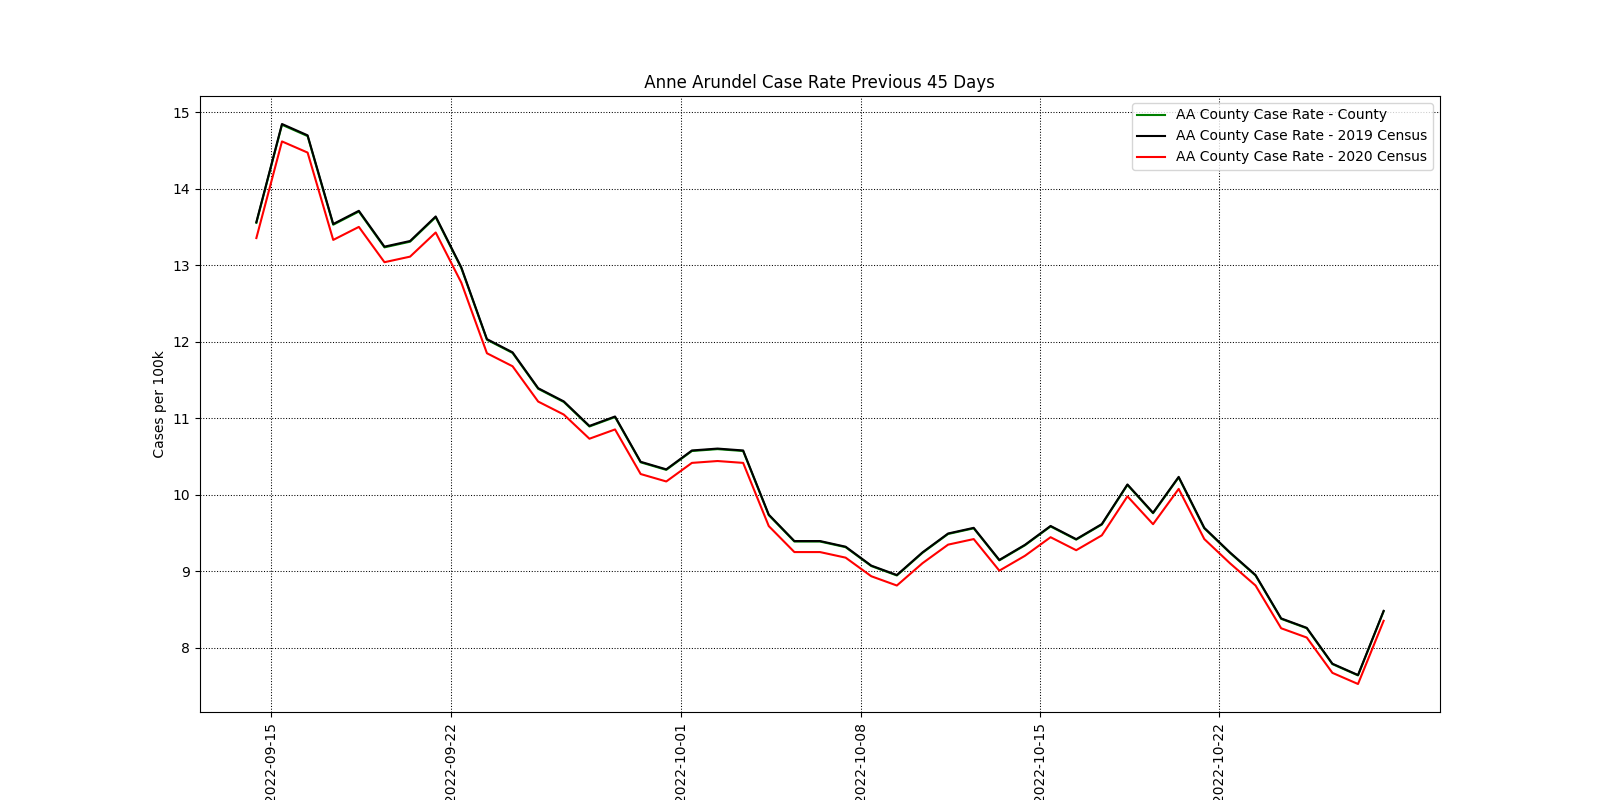 Anne Arundel Case Rate Previous 45 Days
AA County Case Rate - County
AA County Case Rate - 2019 Census
AA County Case Rate - 2020 Census
Cases per 100k
15
14
13
12
11
10
9
8
2022-09-15
2022-09-22
2022-10-01
2022-10-08
2022-10-15
2022-10-22